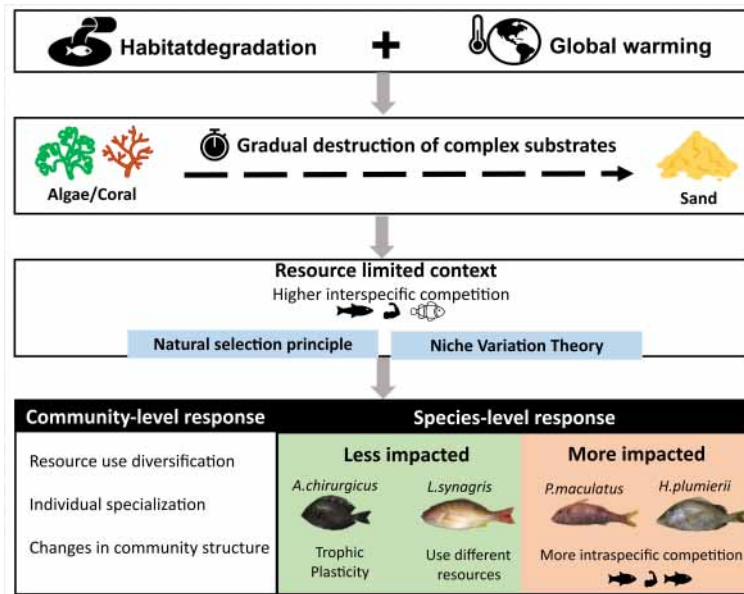 Habitatdegradation
+
Global warming
Gradual destruction of complex substrates
Algae/Coral
Sand
Resource limited context
Higher interspecific competition
Natural selection principle
Niche Variation Theory
Community-level response
Species-level response
Resource use diversification
Individual specialization
Changes in community structure
Less impacted
A.chirurgicus
L.synagris
Trophic
Plasticity
Use different
resources
More impacted
P.maculatus
H.plumierii
More intraspecific competition